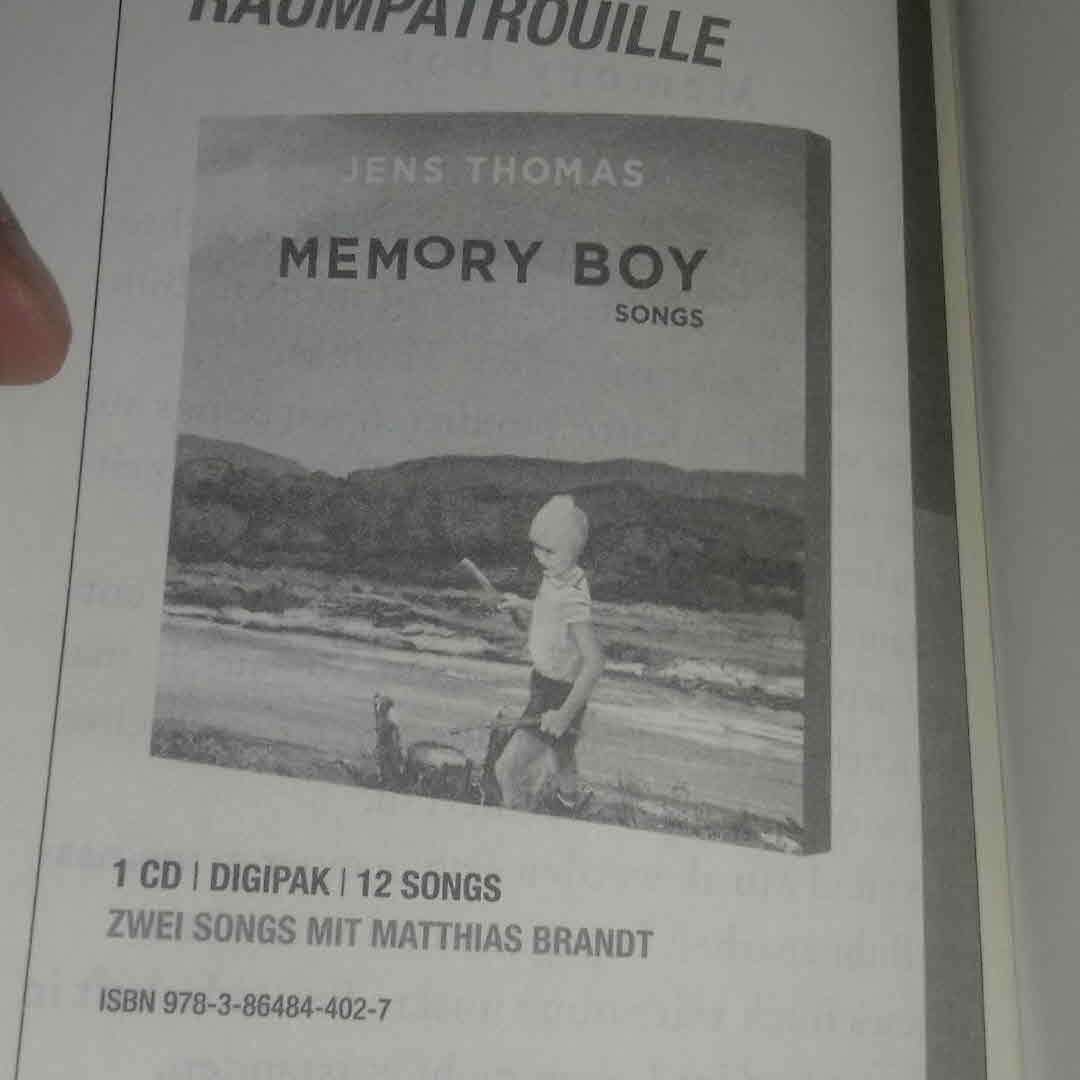 RAUMPATROUILLE
JENS THOMAS
MEMORY BOY
SONGS
1 CD | DIGIPAK | 12 SONGS
ZWEI SONGS MIT MATTHIAS BRANDT
ISBN 978-3-86484-402-7